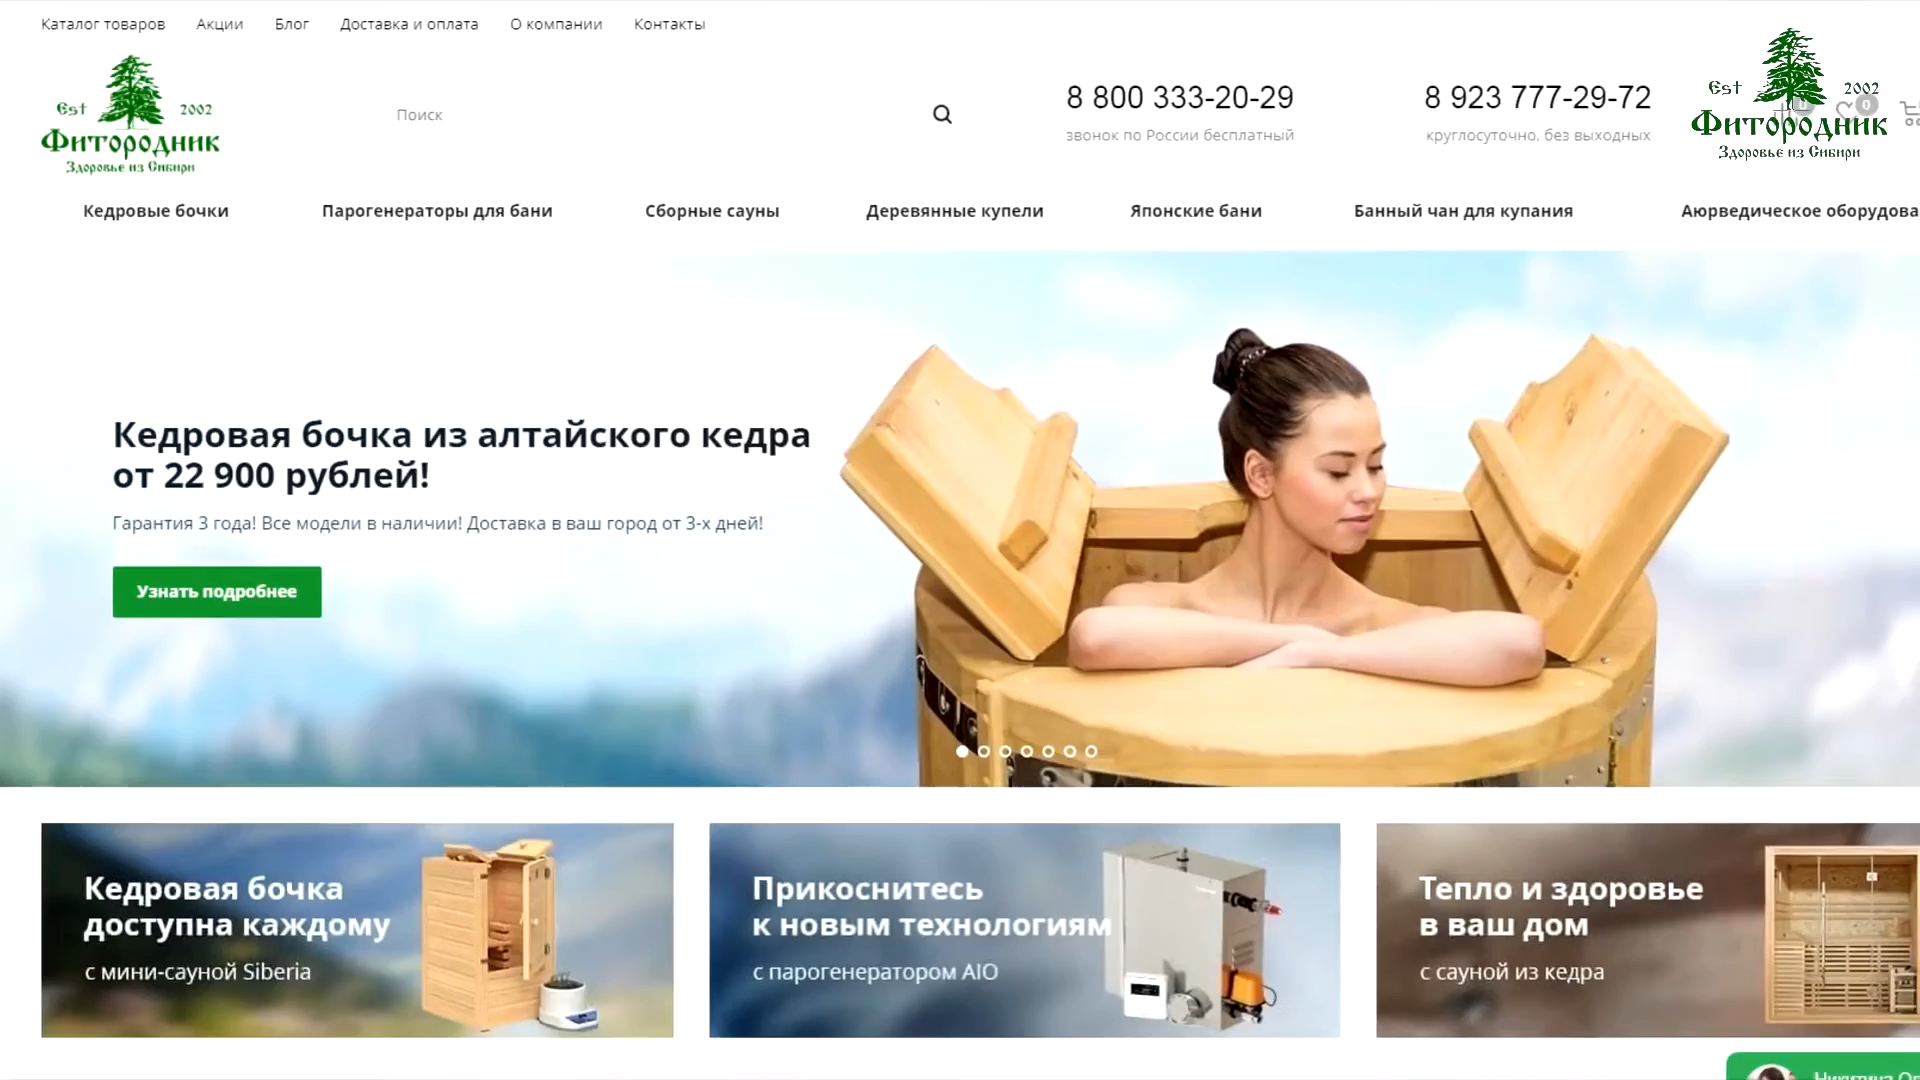 Каталог товаров Акции Блог Доставка и оплата О компании Контакты
Est 2002
Фитородник
Здоровье из Сибири
Поиск
8 800 333-20-29
звонок по России бесплатный
8 923 777-29-72
круглосуточно, без выходных
Est 2002
0
Фитородник
Здоровье из Сибири
Кедровые бочки Парогенераторы для бани Сборные сауны Деревянные купели Японские бани Банный чан для купания Аюрведическое оборудова
Кедровая бочка из алтайского кедра
от 22 900 рублей!
Гарантия 3 года! Все модели в наличии! Доставка в ваш город от 3-х дней!
Узнать подробнее
Кедровая бочка
доступна каждому
с мини-сауной Siberia
Прикоснитесь
к новым технологиям
с парогенератором AIO
Тепло и здоровье
в ваш дом
с сауной из кедра